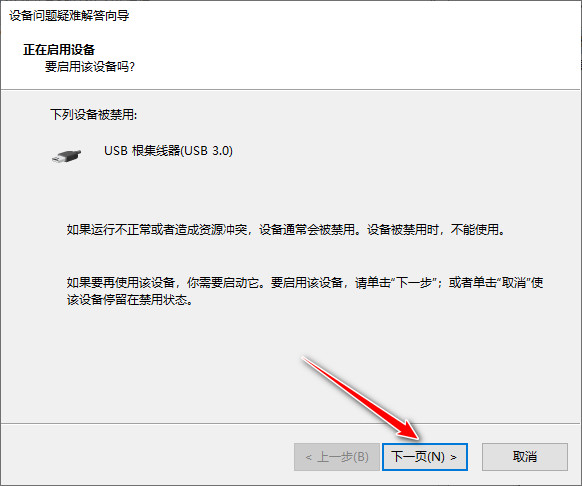 设备问题疑难解答向导
正在启用设备
要启用该设备吗?
下列设备被禁用:
USB 根集线器(USB 3.0)
如果运行不正常或者造成资源冲突，设备通常会被禁用。设备被禁用时，不能使用。
如果要再使用该设备，你需要启动它。要启用该设备，请单击“下一步”；或者单击“取消”使
该设备停留在禁用状态。
< 上一步(B) 下一页(N) > 取消